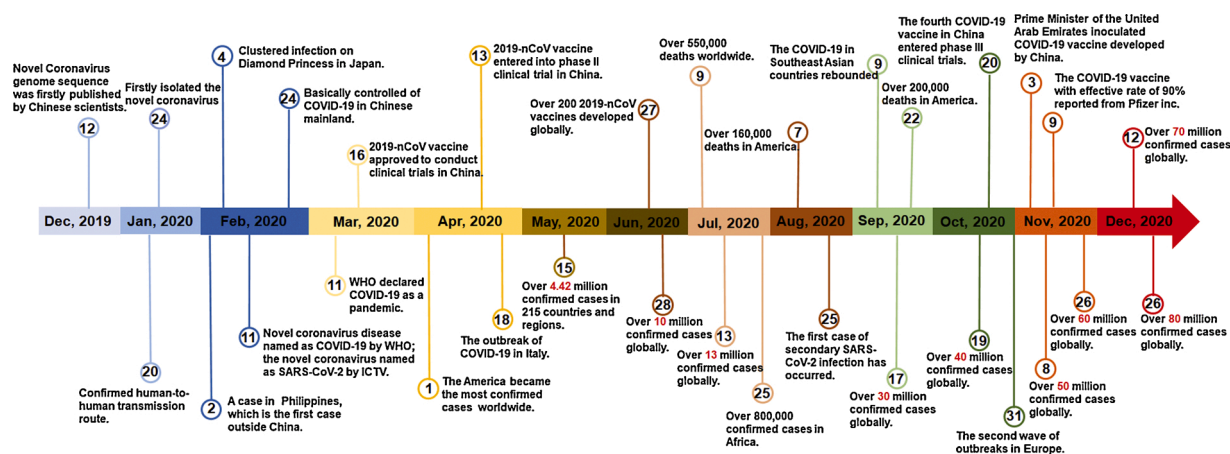 Novel Coronavirus
genome sequence
was firstly published
by Chinese scientists.
12
Firstly isolated the
novel coronavirus
24
4
Clustered infection on
Diamond Princess in Japan.
24
Basically controlled of
COVID-19 in Chinese
mainland.
16
2019-nCoV vaccine
approved to conduct
clinical trials in China.
13
2019-nCoV vaccine
entered into phase II
clinical trial in China.
Over 200 2019-nCoV
vaccines developed
globally.
27
Over 550,000
deaths worldwide.
9
Over 160,000
deaths in America.
7
The COVID-19 in
Southeast Asian
countries rebounded
9
Over 200,000
deaths in America.
22
The fourth COVID-19
vaccine in China
entered phase III
clinical trials.
20
Prime Minister of the United
Arab Emirates inoculated
COVID-19 vaccine developed
by China.
3
The COVID-19 vaccine
with effective rate of 90%
reported from Pfizer inc.
9
12
Over 70 million
confirmed cases
globally.
Dec, 2019
Jan, 2020
Feb, 2020
Mar, 2020
Apr, 2020
May, 2020
Jun, 2020
Jul, 2020
Aug, 2020
Sep, 2020
Oct, 2020
Nov, 2020
Dec, 2020
20
Confirmed human-to-
human transmission
route.
2
A case in Philippines,
which is the first case
outside China.
11
Novel coronavirus disease
named as COVID-19 by WHO;
the novel coronavirus named
as SARS-CoV-2 by ICTV.
11
WHO declared
COVID-19 as a
pandemic.
1
The America became
the most confirmed
cases worldwide.
18
The outbreak of
COVID-19 in Italy.
15
Over 4.42 million
confirmed cases in
215 countries and
regions.
28
Over 10 million
confirmed cases
globally.
13
Over 13 million
confirmed cases
globally.
25
Over 800,000
confirmed cases in
Africa.
25
The first case of
secondary SARS-
CoV-2 infection has
occurred.
17
Over 30 million
confirmed cases
globally.
19
Over 40 million
confirmed cases
globally.
31
The second wave of
outbreaks in Europe.
8
Over 50 million
confirmed cases
globally.
26
Over 60 million
confirmed cases
globally.
26
Over 80 million
confirmed cases
globally.